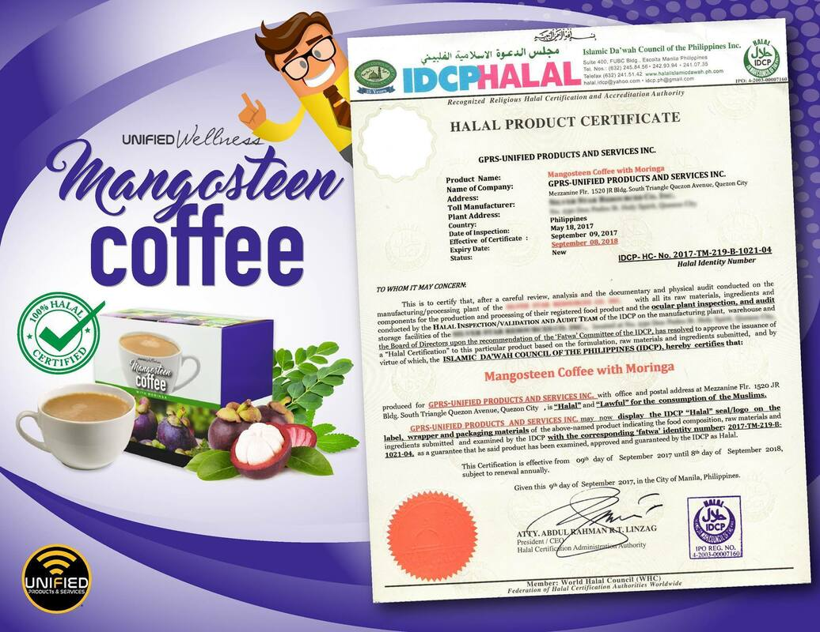 UNIFIED Wellness
Mangosteen
coffee
100% HALAL
CERTIFIED
Mangosteen
coffee
WITH MORINGA
UNIFIED
PRODUCTS & SERVICES
مجلس الدعوة الاسلامية الفليبيني
IDCPHALAL
Islamic Da'wah Council of the Philippines Inc.
Suite 400, FUBC Bldg., Escolta Manila Philippines
Tel. Nos.: (632) 245.84.56 • 242.93.94 • 241.07.35
Telefax (632) 241.51.42 www.halalislamicdawah.ph.com
halal.idcp@yahoo.com • idcp.ph@gmail.com
HALAL
حلال
IDCP
IPO: 4-2003-00007160
Recognized Religious Halal Certification and Accreditation Authority
HALAL PRODUCT CERTIFICATE
GPRS-UNIFIED PRODUCTS AND SERVICES INC.
Product Name: Mangosteen Coffee with Moringa
Name of Company: GPRS-UNIFIED PRODUCTS AND SERVICES INC.
Address: Mezzanine Flr. 1520 JR Bldg. South Triangle Quezon Avenue, Quezon City
Toll Manufacturer:
Plant Address:
Country: Philippines
Date of Inspection: May 18, 2017
Effective of Certificate : September 09, 2017
Expiry Date: September 08, 2018
Status: New
IDCP- HC- No. 2017-TM-219-B-1021-04
Halal Identity Number
TO WHOM IT MAY CONCERN:
This is to certify that, after a careful review, analysis and the documentary and physical audit conducted on the
manufacturing/processing plant of the with all its raw materials, ingredients and
components for the production and processing of their registered food product and the ocular plant inspection, and audit
conducted by the HALAL INSPECTION/VALIDATION AND AUDIT TEAM of the IDCP on the manufacturing plant, warehouse and
storage facilities of the
the Board of Directors upon the recommendation of the "Fatwa" Committee of the IDCP, has resolved to approve the issuance of
a "Halal Certification" to this particular product based on the formulation, raw materials and ingredients submitted, and by
virtue of which, the ISLAMIC DA'WAH COUNCIL OF THE PHILIPPINES (IDCP), hereby certifies that:
Mangosteen Coffee with Moringa
produced for GPRS-UNIFIED PRODUCTS AND SERVICES INC. with office and postal address at Mezzanine Flr. 1520 JR
Bldg. South Triangle Quezon Avenue, Quezon City , is "Halal" and "Lawful" for the consumption of the Muslims.
GPRS-UNIFIED PRODUCTS AND SERVICES INC. may now display the IDCP "Halal" seal/logo on the
label, wrapper and packaging materials of the above-named product indicating the food composition, raw materials and
ingredients submitted and examined by the IDCP with the corresponding 'fatwa' identity number: 2017-TM-219-B-
1021-04, as a guarantee that he said product has been examined, approved and guaranteed by the IDCP as Halal.
This Certification is effective from 09th day of September 2017 until 8th day of September 2018,
subject to renewal annually.
Given this 9th day of September 2017, in the City of Manila, Philippines.
ATTY. ABDUL RAHMAN R.T. LINZAG
President / CEO
Halal Certification Administration Authority
HALAL
حلال
IDCP
IPO REG. NO.
4-2003-00007160
Member: World Halal Council (WHC)
Federation of Halal Certification Authorities Worldwide